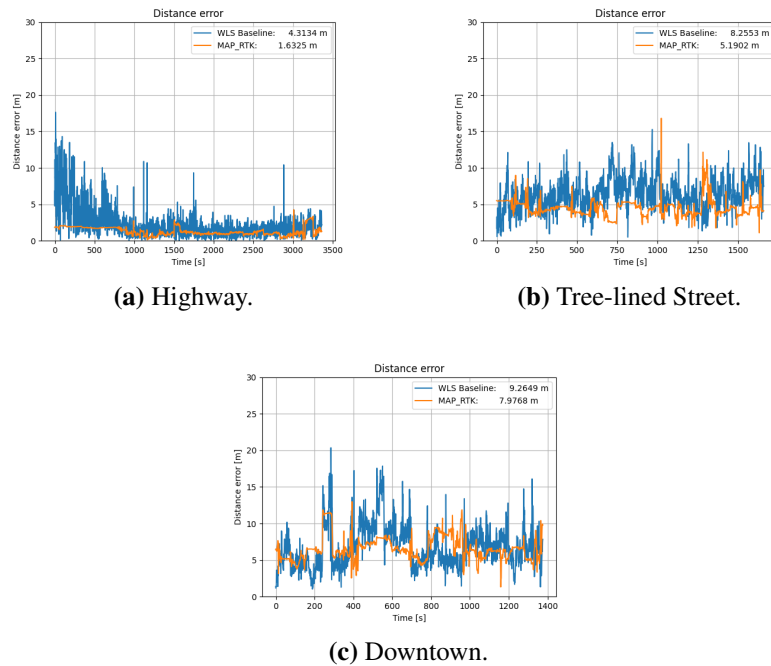 Distance error
WLS Baseline: 4.3134 m
MAP_RTK: 1.6325 m
Distance error [m]
30
25
20
15
10
5
0
0 500 1000 1500 2000 2500 3000 3500
Time [s]
(a) Highway.
Distance error
WLS Baseline: 8.2553 m
MAP_RTK: 5.1902 m
Distance error [m]
30
25
20
15
10
5
0
0 250 500 750 1000 1250 1500
Time [s]
(b) Tree-lined Street.
Distance error
WLS Baseline: 9.2649 m
MAP_RTK: 7.9768 m
Distance error [m]
30
25
20
15
10
5
0
0 200 400 600 800 1000 1200 1400
Time [s]
(c) Downtown.